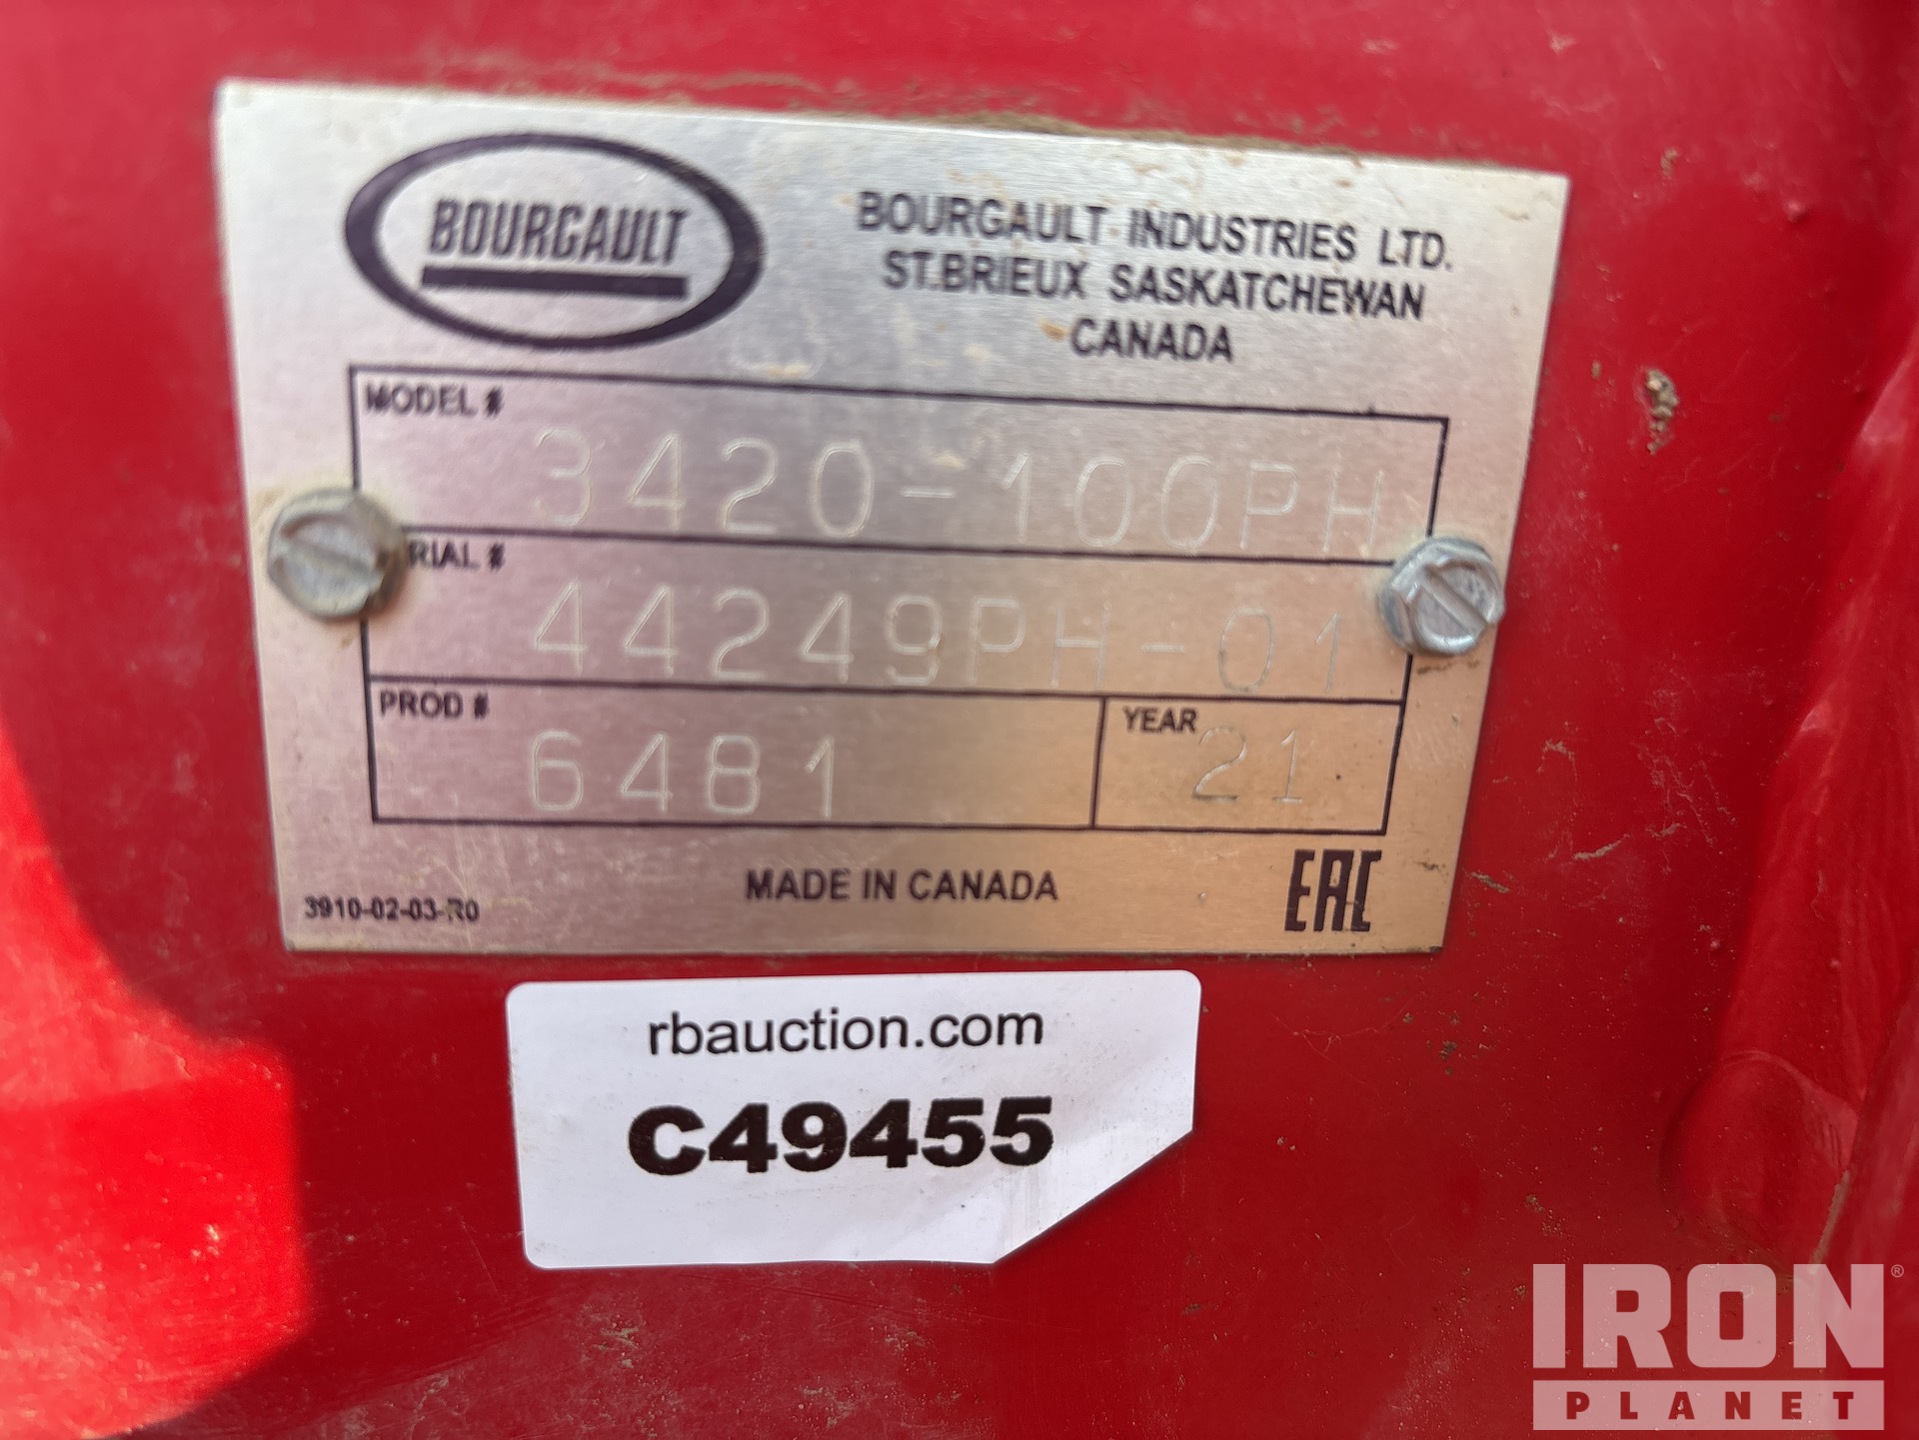 BOURGAULT
BOURGAULT INDUSTRIES LTD.
ST.BRIEUX SASKATCHEWAN
CANADA
MODEL #
3420-100PH
RIAL #
44249PH-01
PROD #
6481
YEAR
21
3910-02-03-R0
MADE IN CANADA
EAC
rbauction.com
C49455
IRON®
PLANET